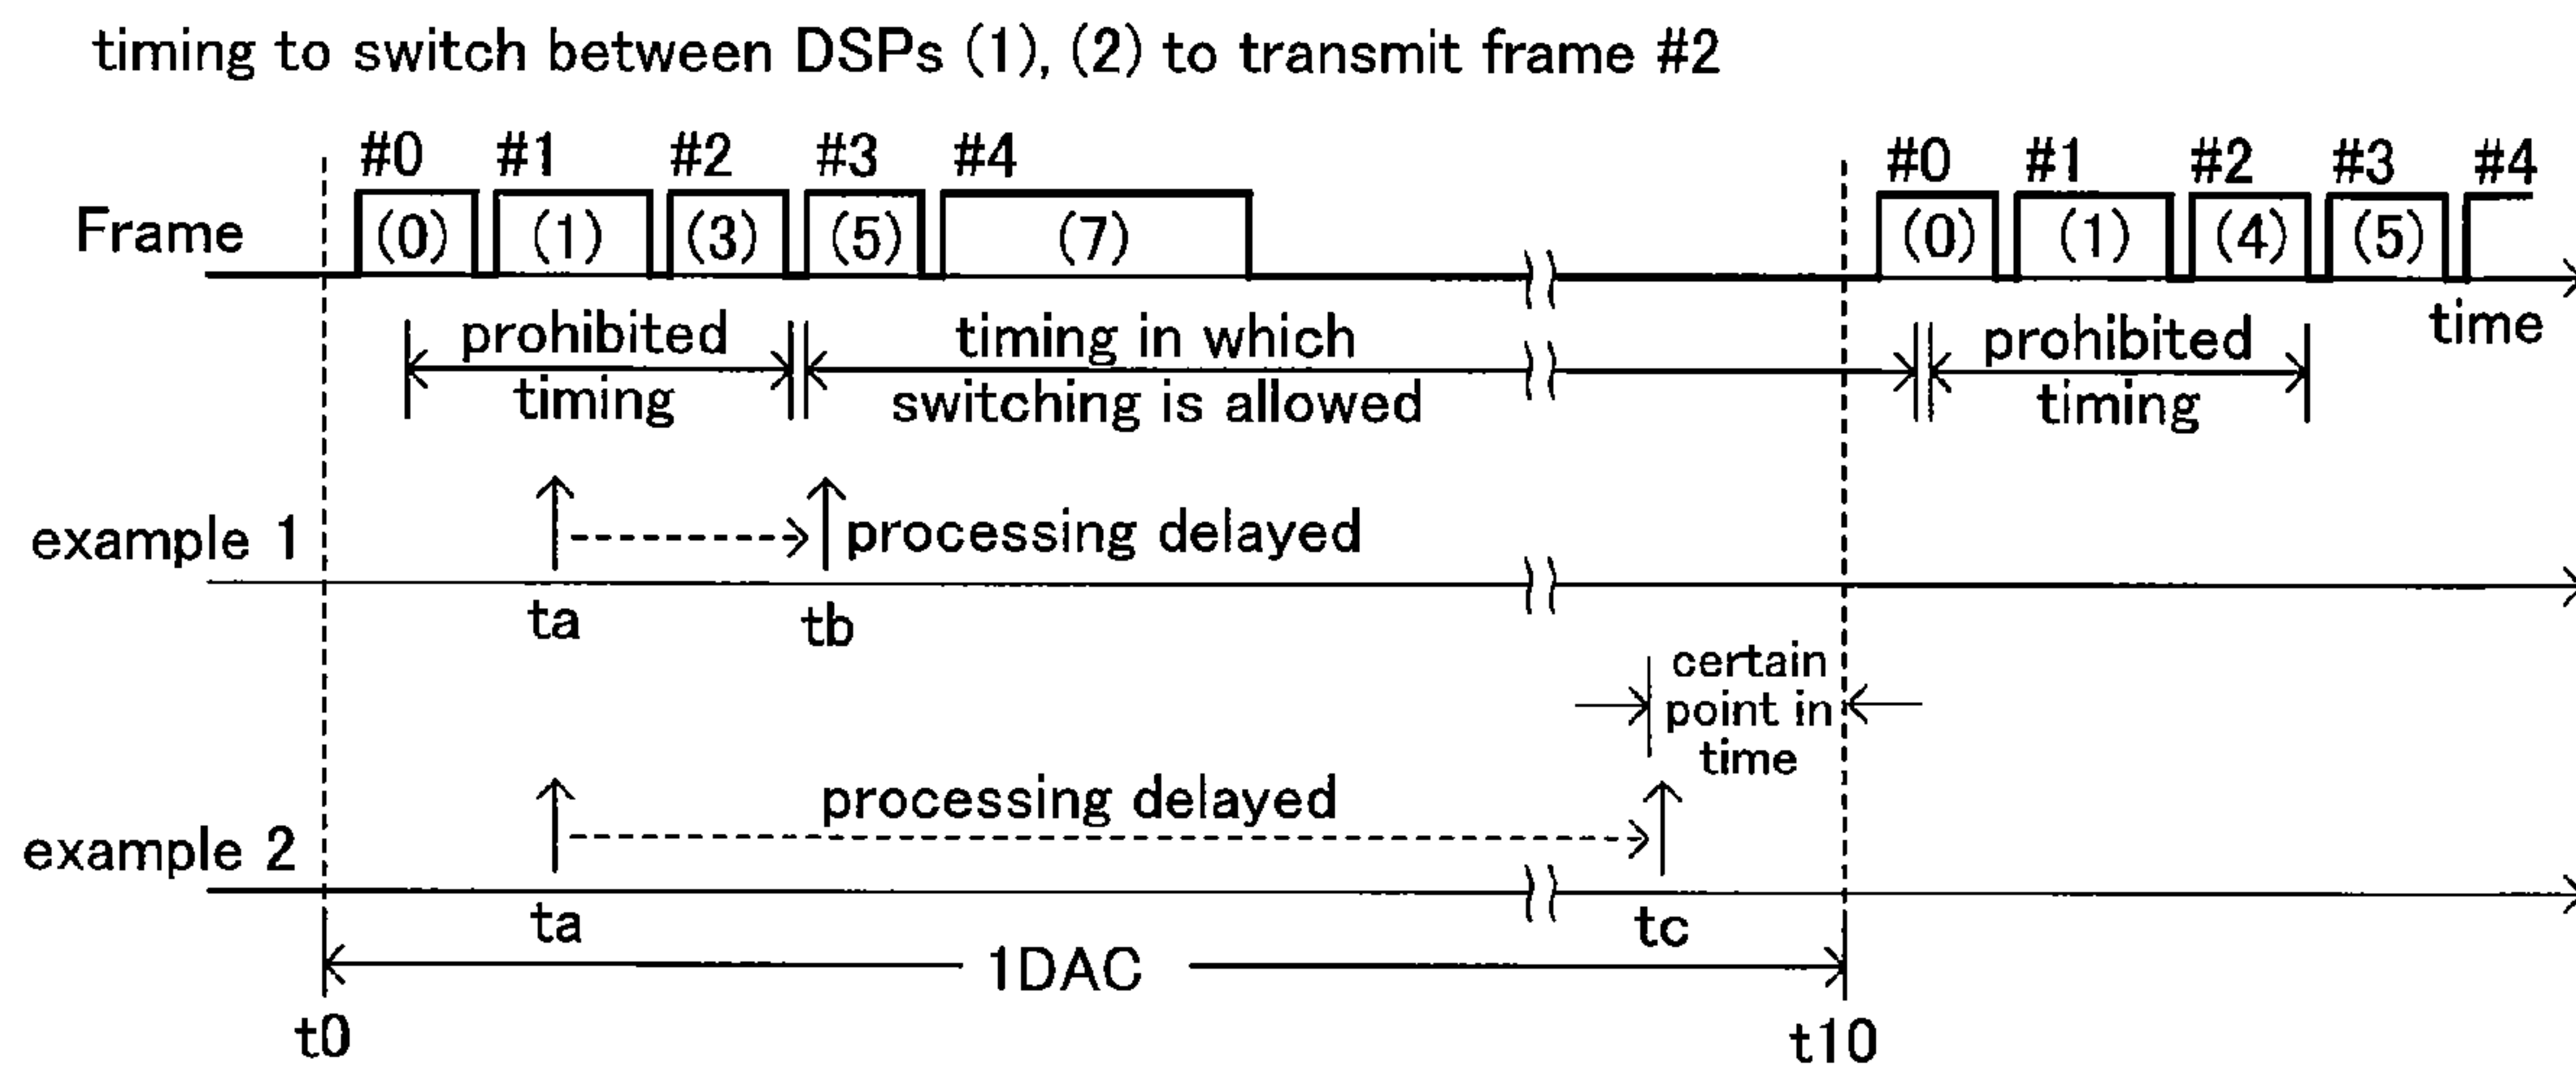 timing to switch between DSPs (1), (2) to transmit frame #2
#0 #1 #2 #3 #4 #0 #1 #2 #3 #4
Frame (0) (1) (3) (5) (7) (0) (1) (4) (5)
time
prohibited timing in which prohibited
timing switching is allowed timing
example 1 processing delayed
ta tb
certain
point in
time
processing delayed
example 2
ta tc
1DAC
t0 t10